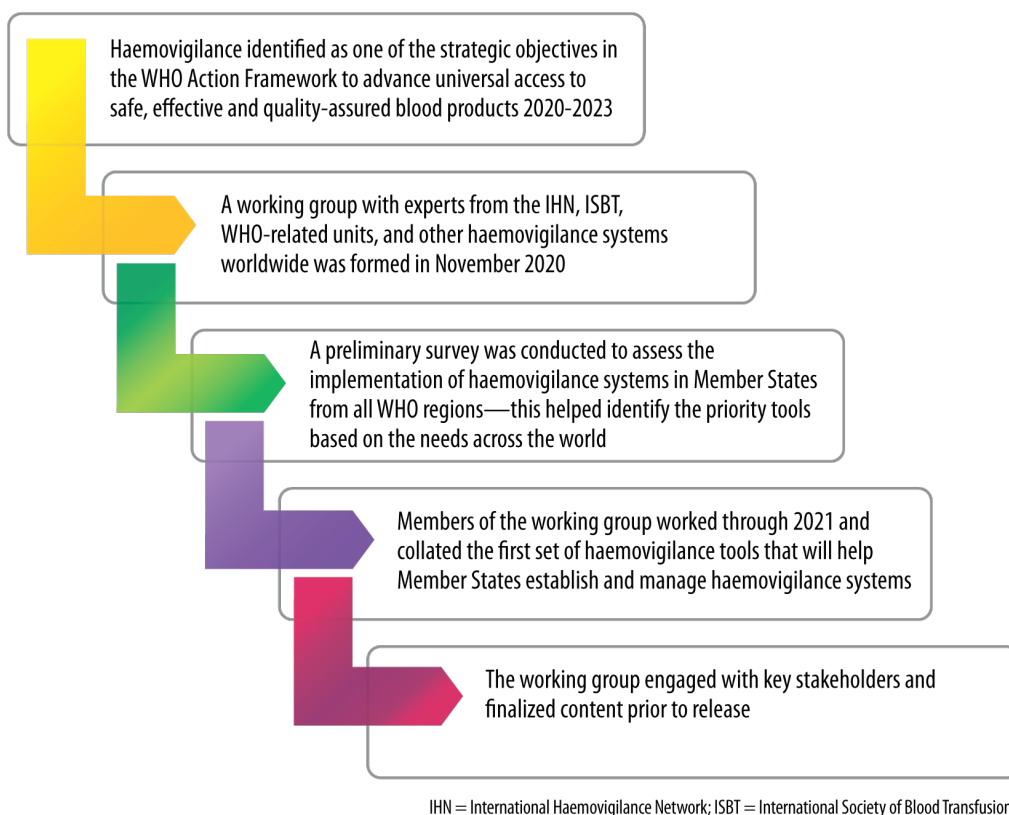 Haemovigilance identified as one of the strategic objectives in
the WHO Action Framework to advance universal access to
safe, effective and quality-assured blood products 2020-2023
A working group with experts from the IHN, ISBT,
WHO-related units, and other haemovigilance systems
worldwide was formed in November 2020
A preliminary survey was conducted to assess the
implementation of haemovigilance systems in Member States
from all WHO regions—this helped identify the priority tools
based on the needs across the world
Members of the working group worked through 2021 and
collated the first set of haemovigilance tools that will help
Member States establish and manage haemovigilance systems
The working group engaged with key stakeholders and
finalized content prior to release
IHN = International Haemovigilance Network; ISBT = International Society of Blood Transfusion